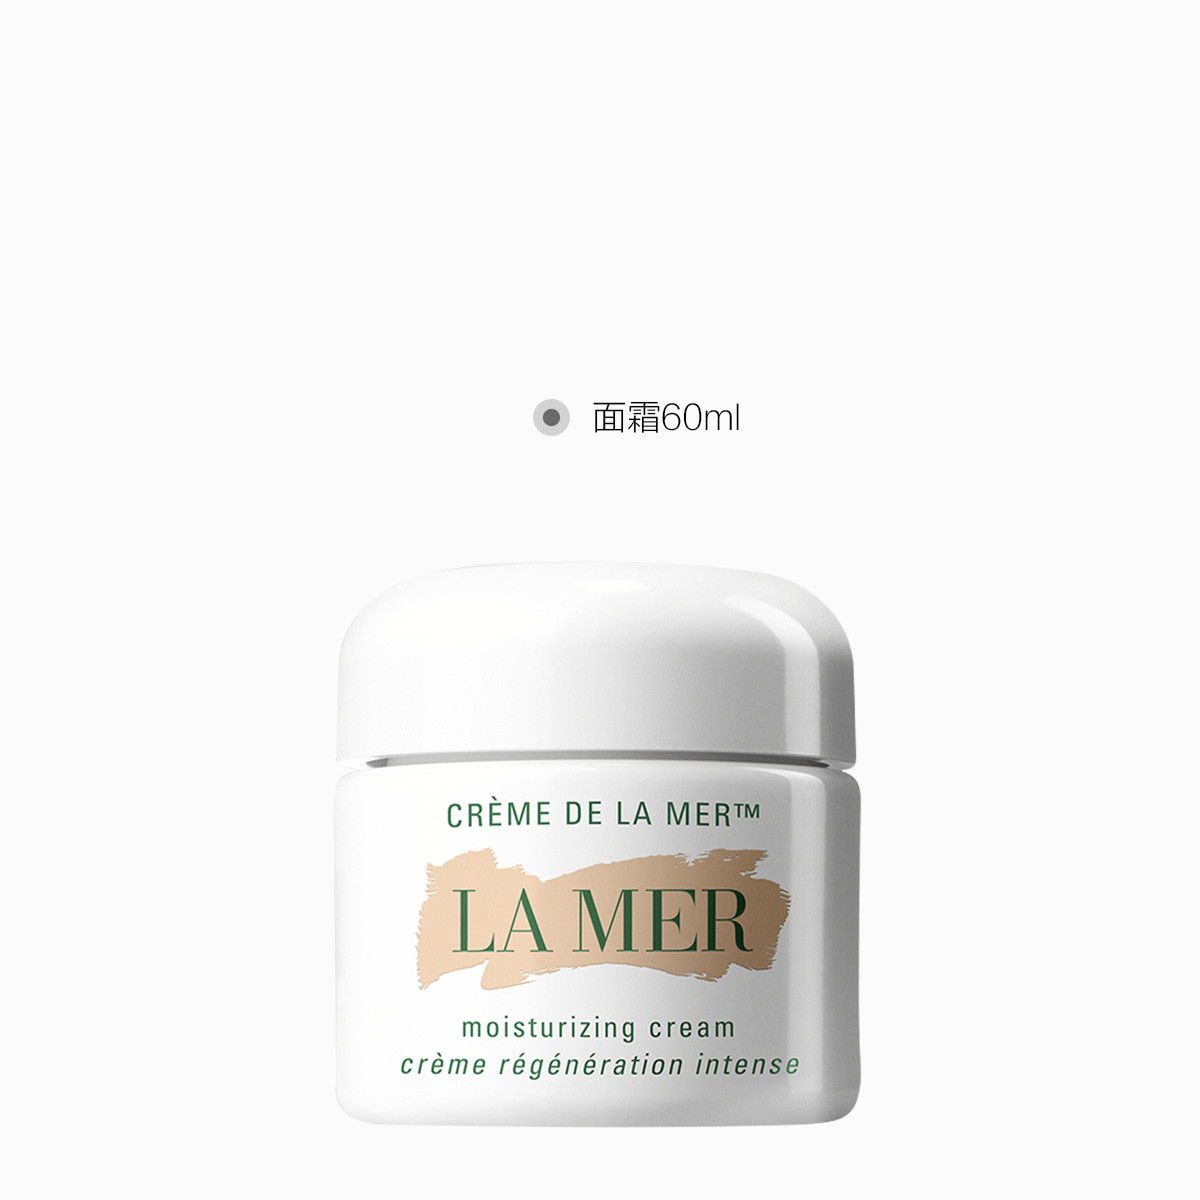 面霜60ml
CRÈME DE LA MER™
LA MER
moisturizing cream
crème régénération intense